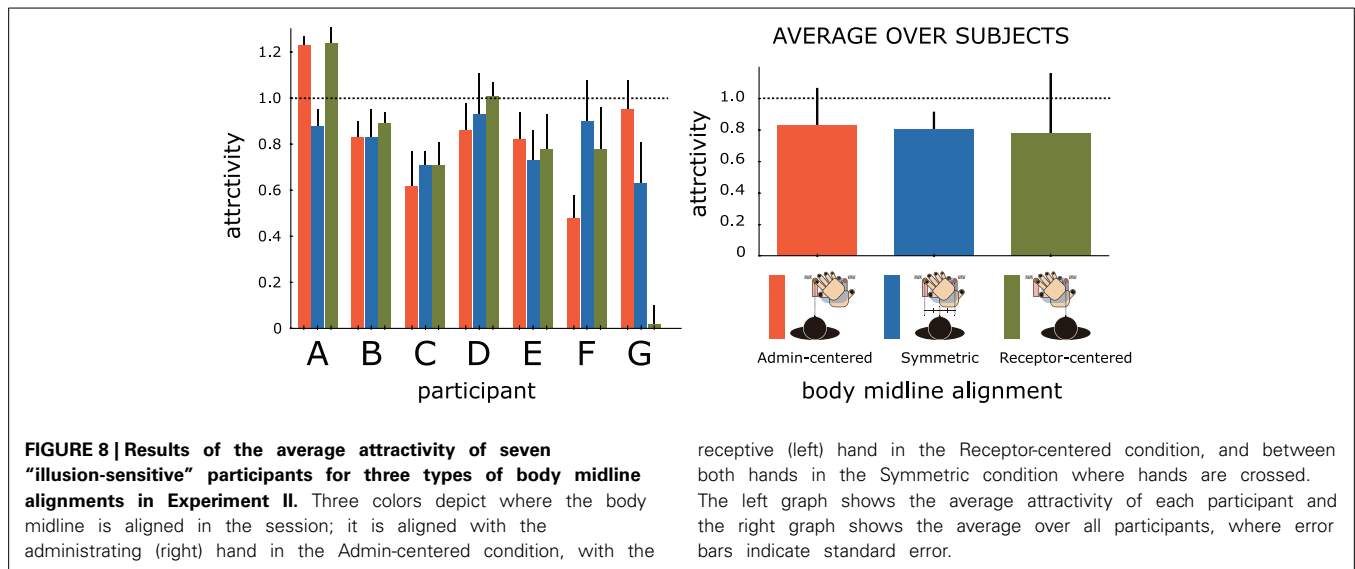 attrctivity
1.2
1.0
0.8
0.6
0.4
0.2
0
A B C D E F G
participant
AVERAGE OVER SUBJECTS
attrctivity
1.0
0.8
0.6
0.4
0.2
0
Admin-centered Symmetric Receptor-centered
body midline alignment
FIGURE 8 | Results of the average attractivity of seven
"illusion-sensitive" participants for three types of body midline
alignments in Experiment II. Three colors depict where the body
midline is aligned in the session; it is aligned with the
administrating (right) hand in the Admin-centered condition, with the
receptive (left) hand in the Receptor-centered condition, and between
both hands in the Symmetric condition where hands are crossed.
The left graph shows the average attractivity of each participant and
the right graph shows the average over all participants, where error
bars indicate standard error.